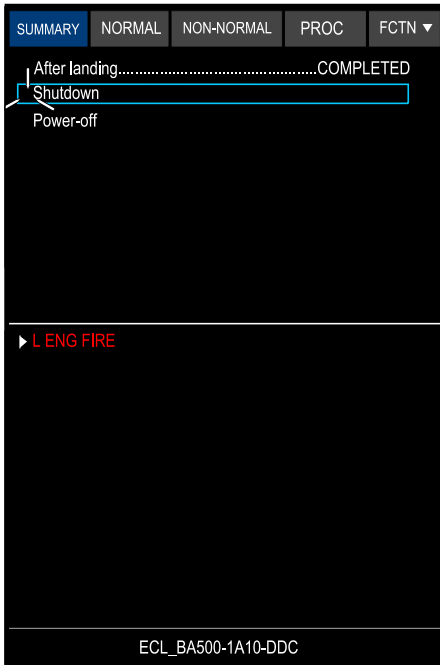 SUMMARY NORMAL NON-NORMAL PROC FCTN ▼
After landing..................................................COMPLETED
Shutdown
Power-off
L ENG FIRE
ECL_BA500-1A10-DDC